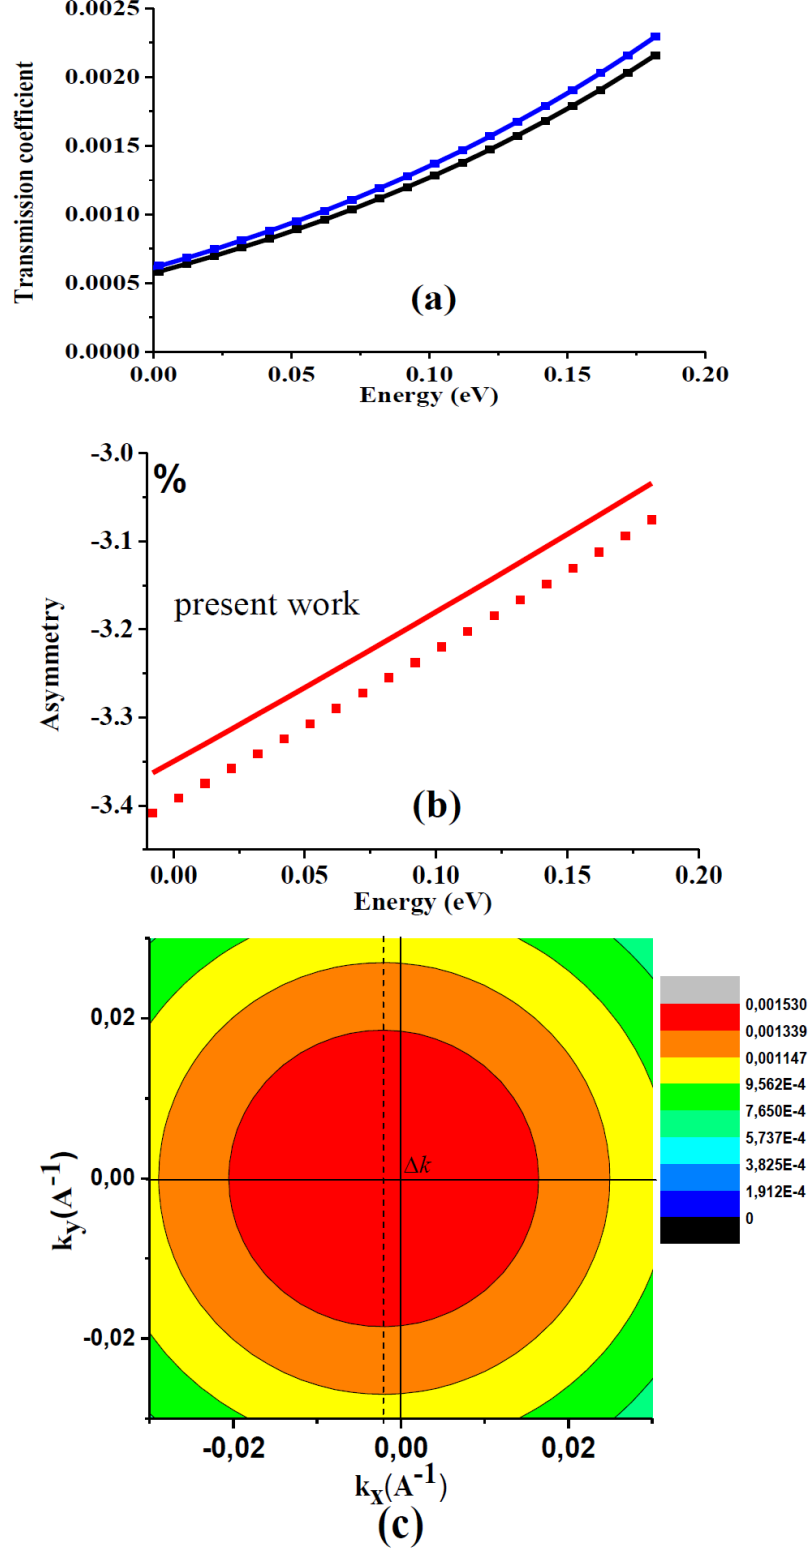 0.0025
0.0020
0.0015
0.0010
0.0005
0.0000
Transmission coefficient
(a)
0.00 0.05 0.10 0.15 0.20
Energy (eV)
-3.0
%
-3.1
present work
-3.2
-3.3
-3.4
Asymmetry
(b)
0.00 0.05 0.10 0.15 0.20
Energy (eV)
0,02
0,00
-0,02
k_y(A^-1)
Δk
0,001530
0,001339
0,001147
9,562E-4
7,650E-4
5,737E-4
3,825E-4
1,912E-4
0
-0,02 0,00 0,02
k_x(A^-1)
(c)